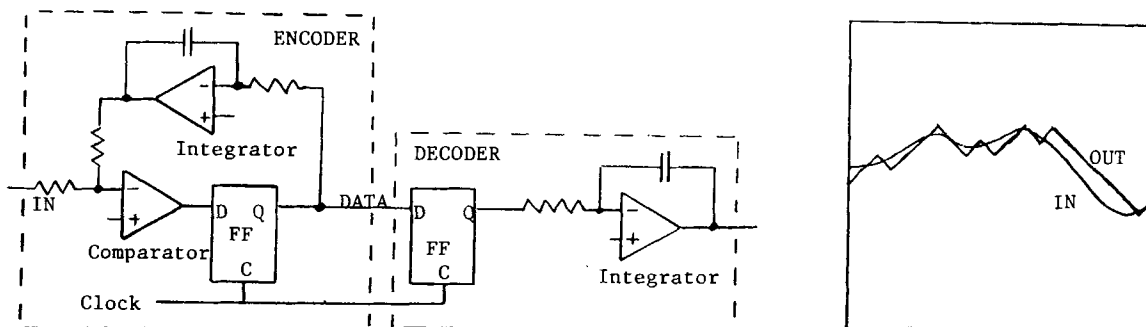 ENCODER
-
+
Integrator
IN
-
+
Comparator
D Q
FF
C
Clock
DATA
DECODER
D Q
FF
C
-
+
Integrator
OUT
IN